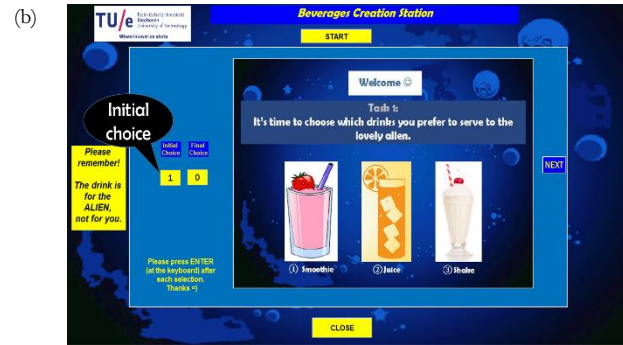 (b)
TU/e
Technische Universiteit
Eindhoven
University of Technology
Where innovation starts
Beverages Creation Station
START
Welcome ☺
Task 1:
It's time to choose which drinks you prefer to serve to the
lovely alien.
Initial
choice
Please
remember!
The drink is
for the
ALIEN,
not for you.
Initial
Choice
Final
Choice
1
0
Please press ENTER
(at the keyboard) after
each selection.
Thanks =)
① Smoothie
② Juice
③ Shake
NEXT
CLOSE